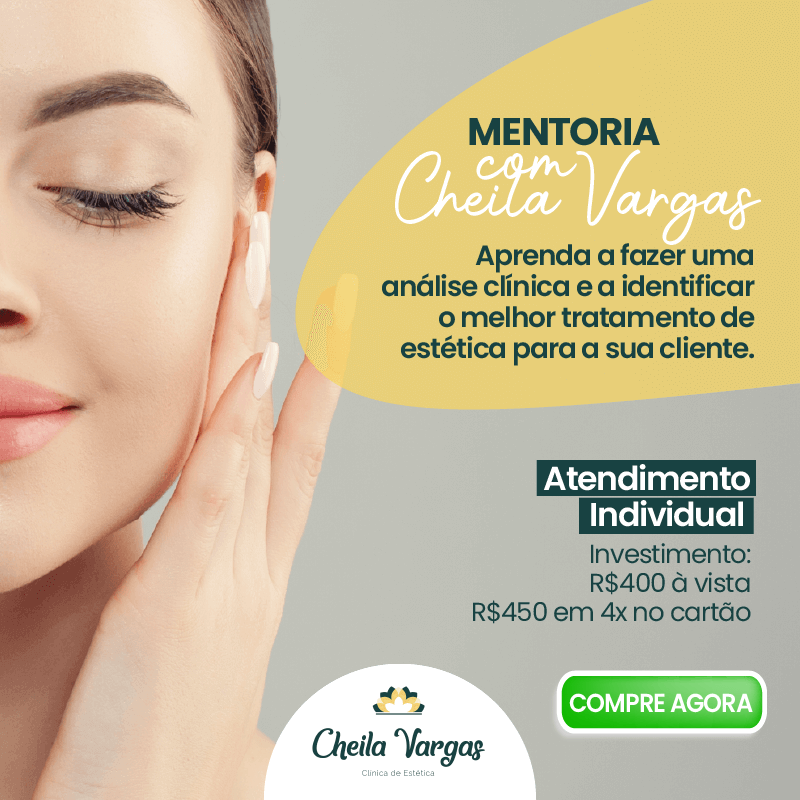 MENTORIA
com
Cheila Vargas
Aprenda a fazer uma
análise clínica e a identificar
o melhor tratamento de
estética para a sua cliente.
Atendimento
Individual
Investimento:
R$400 à vista
R$450 em 4x no cartão
COMPRE AGORA
Cheila Vargas
Clínica de Estética